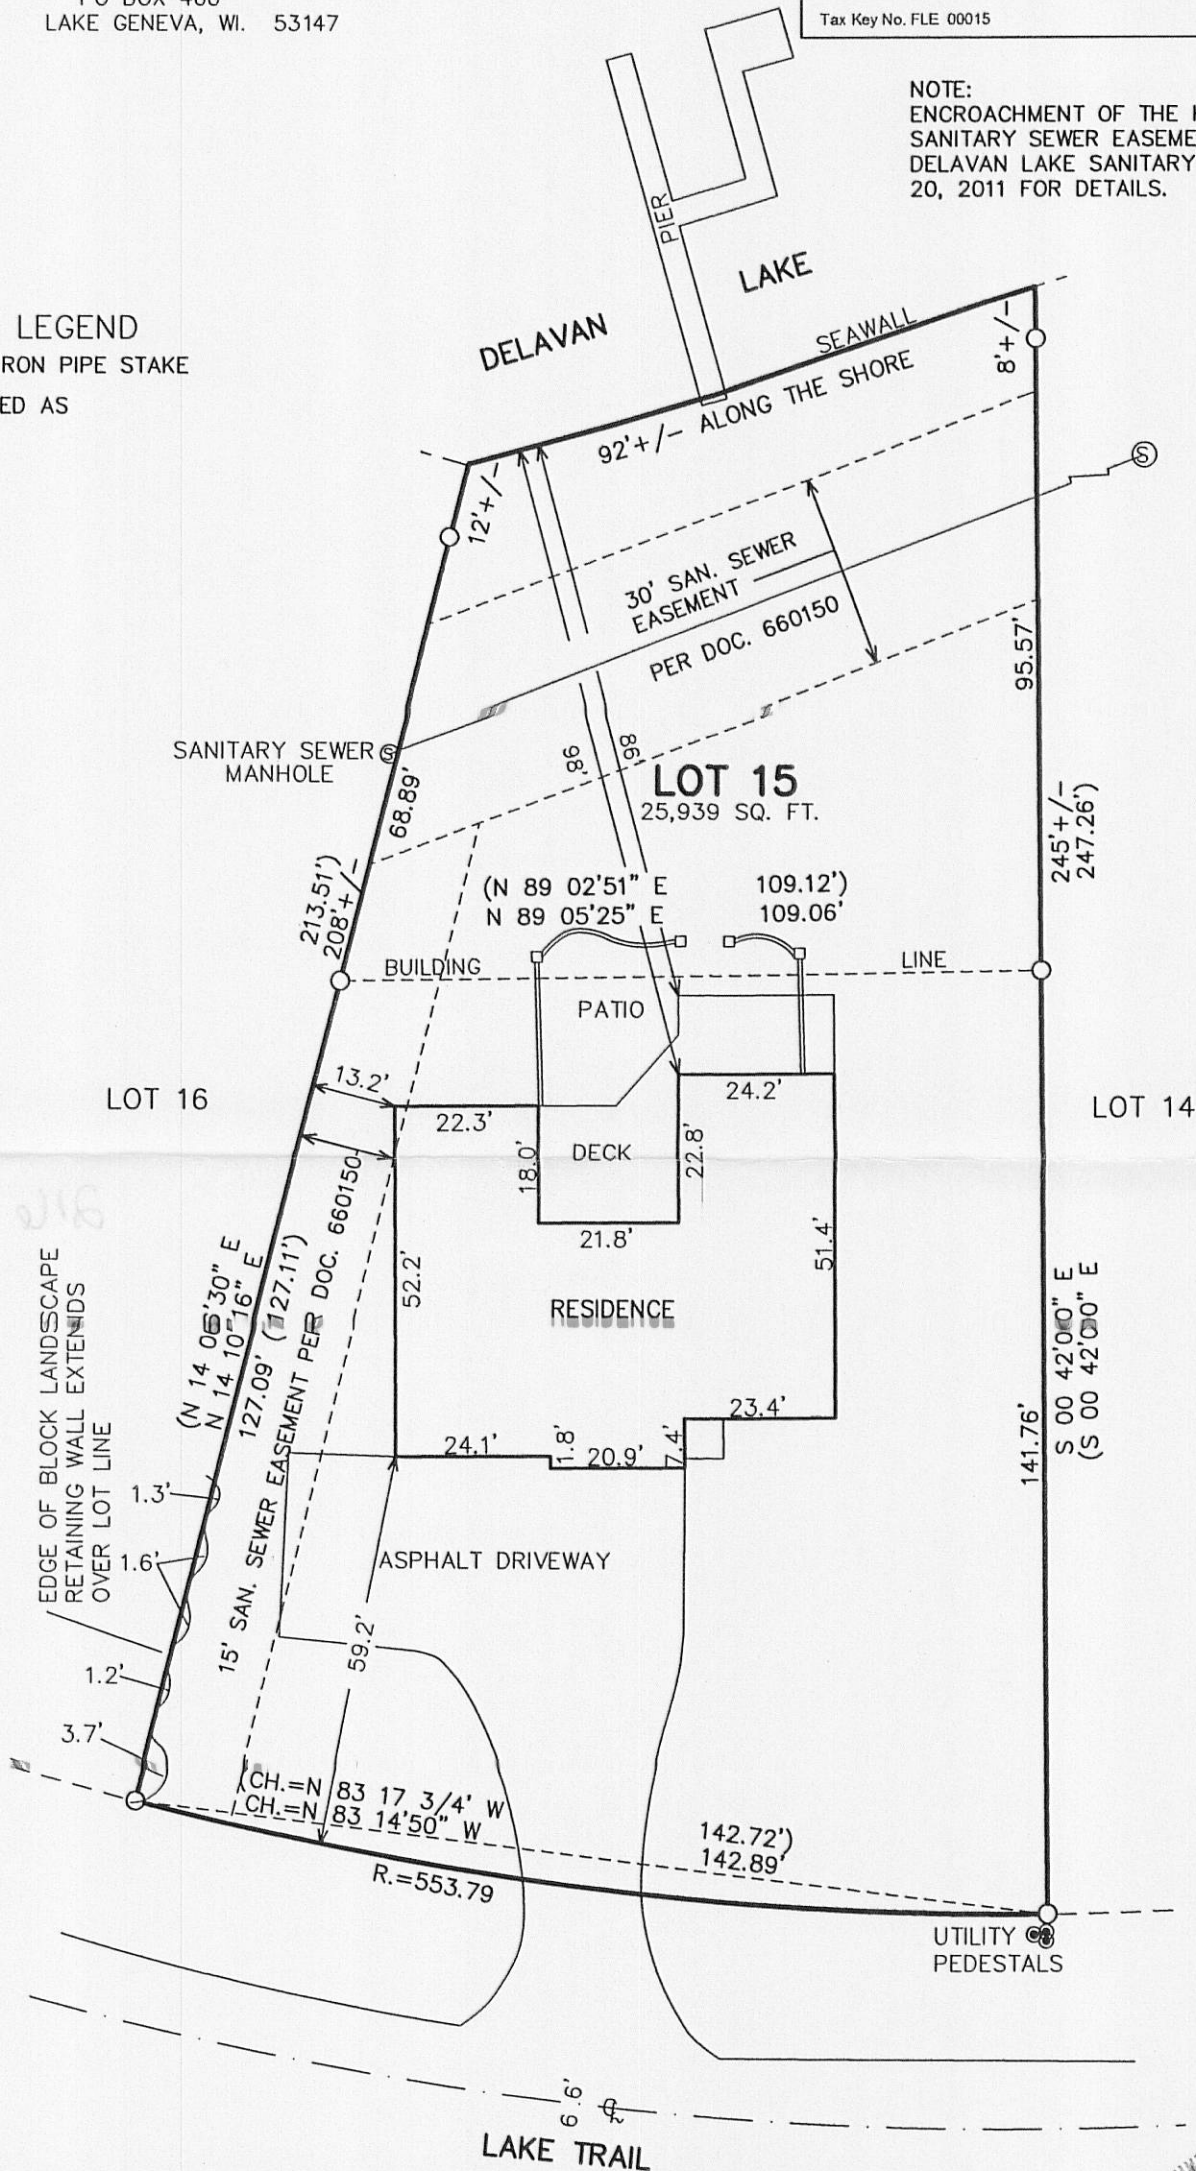 LAKE GENEVA, WI. 53147
Tax Key No. FLE 00015
NOTE:
ENCROACHMENT OF THE
SANITARY SEWER
DELAVAN LAKE SANITARY
20, 2011 FOR DETAILS.
LEGEND
PIPE STAKE
AS
PIER
DELAVAN
LAKE
SEAWALL
8'+/-
92'+/- ALONG THE SHORE
12'+/-
S
30' SAN. SEWER
EASEMENT
PER DOC. 660150
95.57'
SANITARY SEWER
MANHOLE
S
68.89'
86'
98
LOT 15
25,939 SQ. FT.
245'+/-
247.26')
213.51')
208'+/-
(N 89 02'51" E 109.12')
N 89 05'25" E 109.06'
BUILDING LINE
PATIO
LOT 16
13.2'
24.2'
LOT 14
22.3'
DECK
18.0'
22.8'
21.8'
51.4'
52.2'
RESIDENCE
(N 14 06'30" E
N 14 10'16" E
127.09' (127.11')
15' SAN. SEWER EASEMENT PER DOC. 660150
EDGE OF BLOCK LANDSCAPE
RETAINING WALL EXTENDS
OVER LOT LINE
S 00 42'00" E
(S 00 42'00" E
141.76'
23.4'
24.1'
1.8'
20.9'
7.4'
1.3'
1.6'
ASPHALT DRIVEWAY
59.2'
1.2'
3.7'
(CH.=N 83 17 3/4' W 142.72')
CH.=N 83 14'50" W 142.89'
R.=553.79
UTILITY
PEDESTALS
LAKE TRAIL